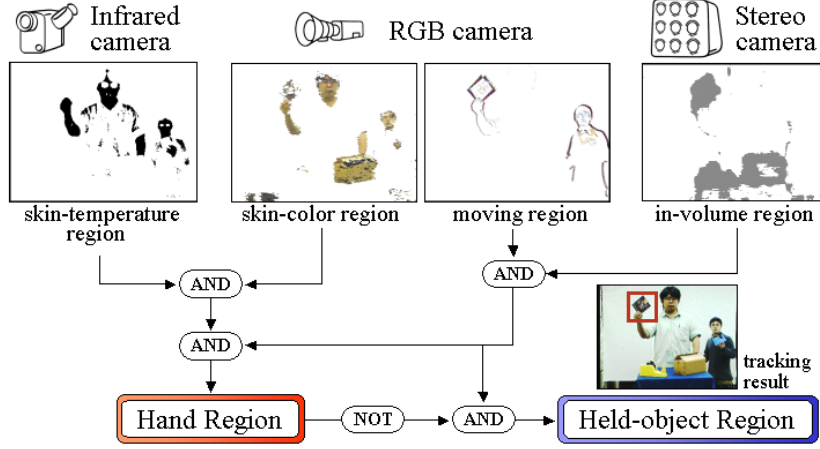 Infrared
camera
RGB camera
Stereo
camera
skin-temperature
region
skin-color region
moving region
in-volume region
AND
AND
AND
tracking
result
Hand Region
NOT
AND
Held-object Region